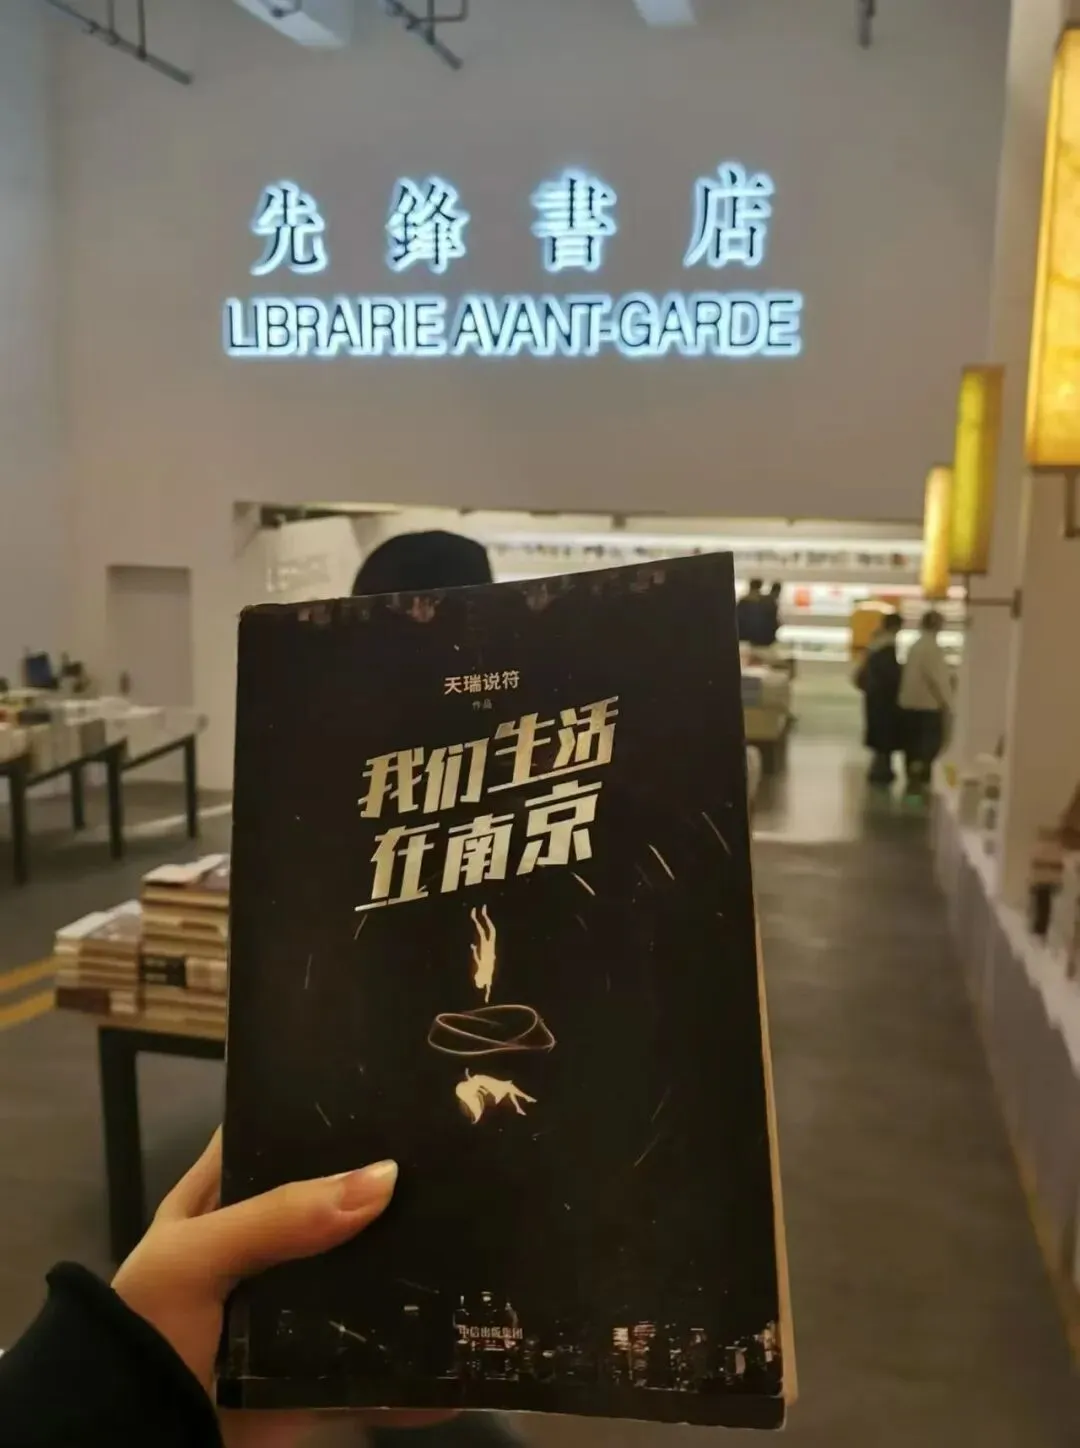 先鋒書店
LIBRAIRIE AVANT-GARDE
天瑞说符
作品
我们生活
在南京
中信出版集团